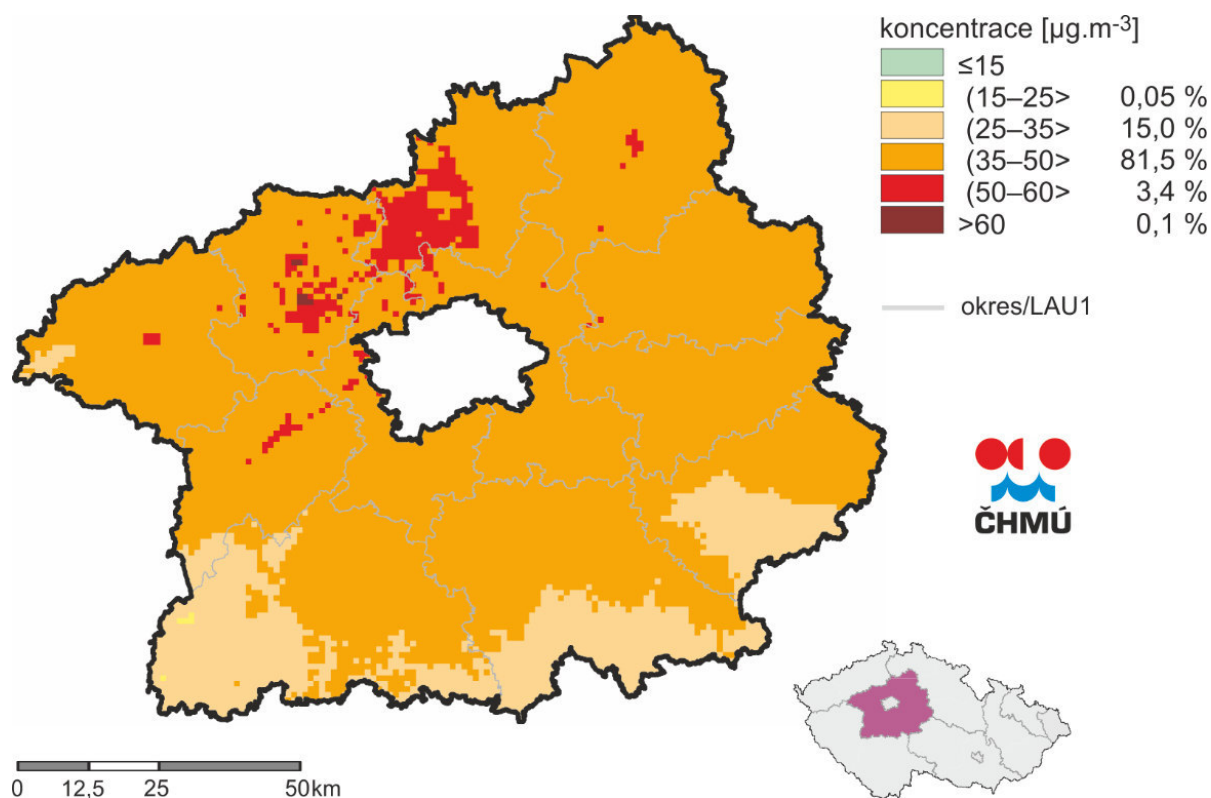 koncentrace [µg.m-³]
≤15
(15–25> 0,05 %
(25–35> 15,0 %
(35–50> 81,5 %
(50–60> 3,4 %
>60 0,1 %
okres/LAU1
ČHMÚ
0 12,5 25 50km